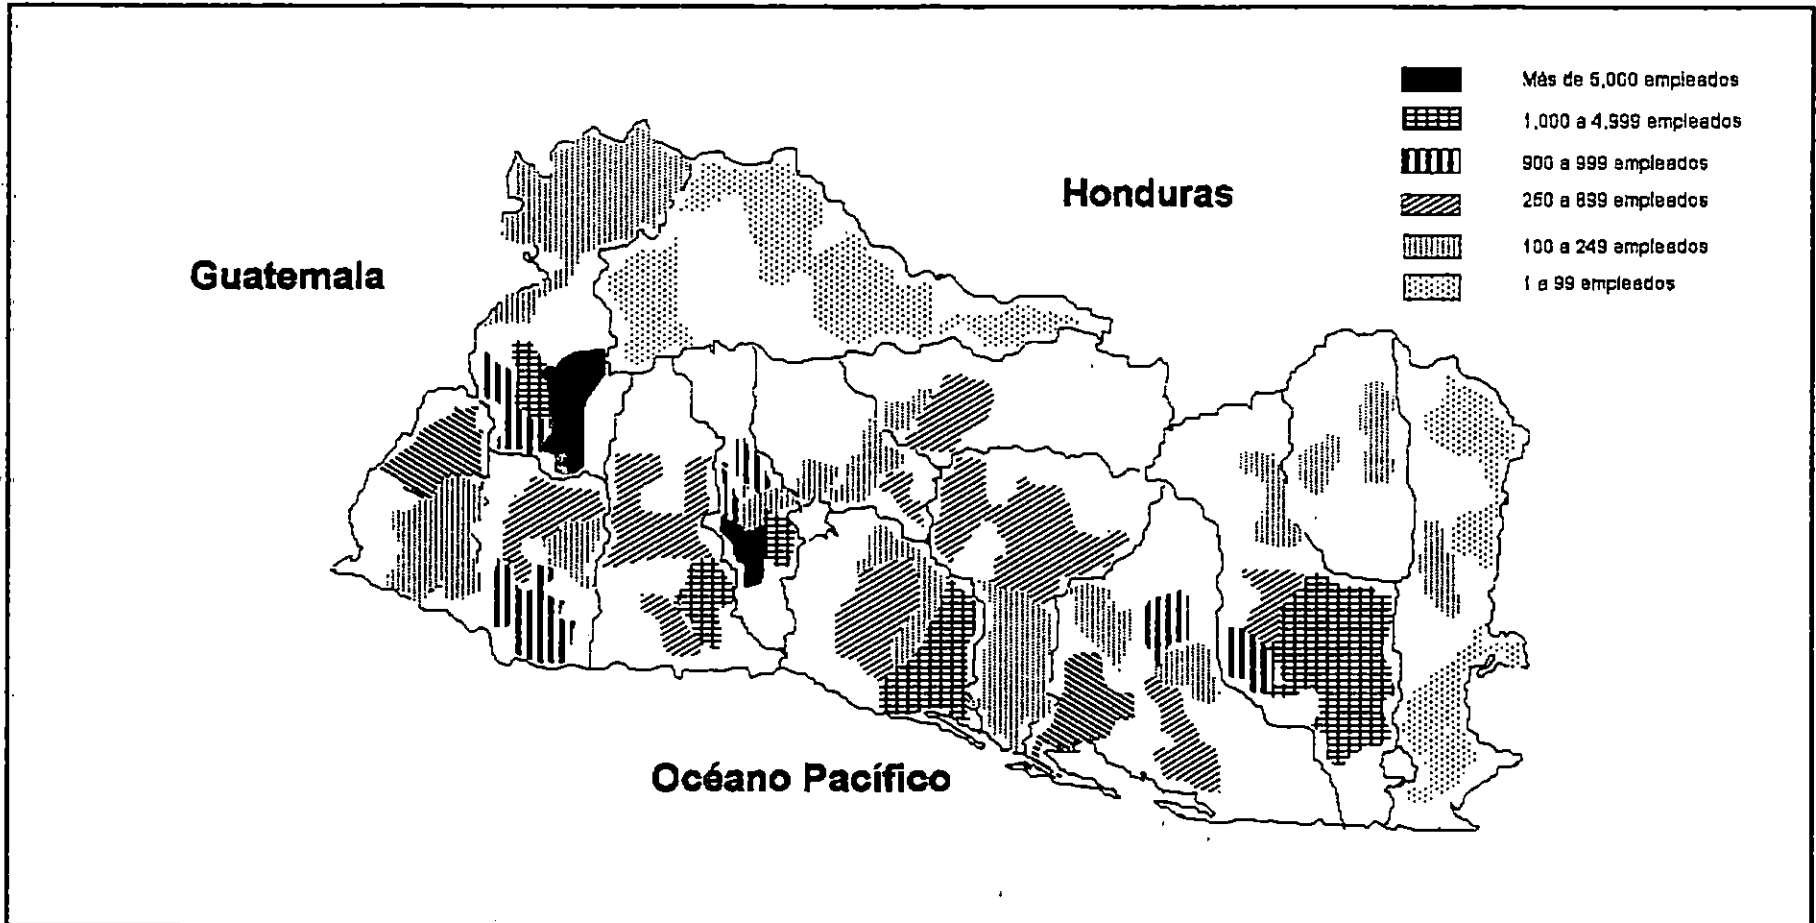 Más de 5,000 empleados
1,000 a 4,999 empleados
900 a 999 empleados
Honduras
250 a 899 empleados
100 a 249 empleados
Guatemala
1 a 99 empleados
Océano Pacífico